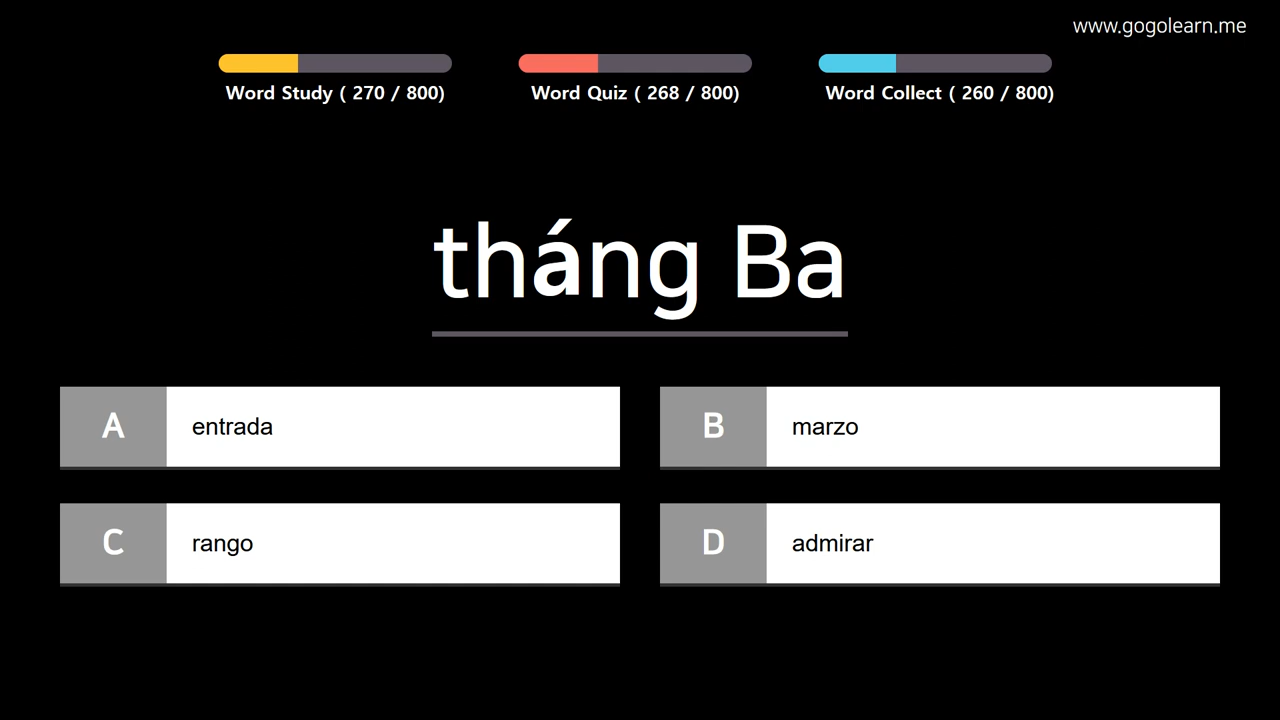 www.gogolearn.me
Word Study ( 270 / 800)
Word Quiz ( 268 / 800)
Word Collect ( 260 / 800)
tháng Ba
A
entrada
B
marzo
C
rango
D
admirar